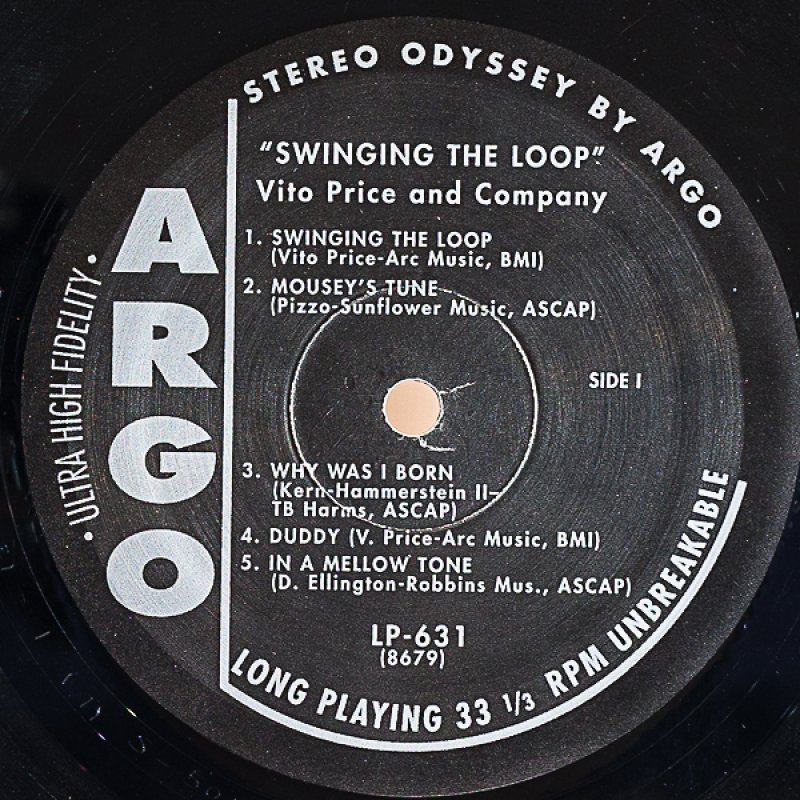 STEREO ODYSSEY BY ARGO
"SWINGING THE LOOP"
Vito Price and Company
1. SWINGING THE LOOP
(Vito Price-Arc Music, BMI)
2. MOUSEY'S TUNE
(Pizzo-Sunflower Music, ASCAP)
SIDE I
3. WHY WAS I BORN
(Kern-Hammerstein II-
TB Harms, ASCAP)
4. DUDDY (V. Price-Arc Music, BMI)
5. IN A MELLOW TONE
(D. Ellington-Robbins Mus., ASCAP)
LP-631
(8679)
LONG PLAYING 33 1/3 RPM UNBREAKABLE
ARGO
• ULTRA HIGH FIDELITY •